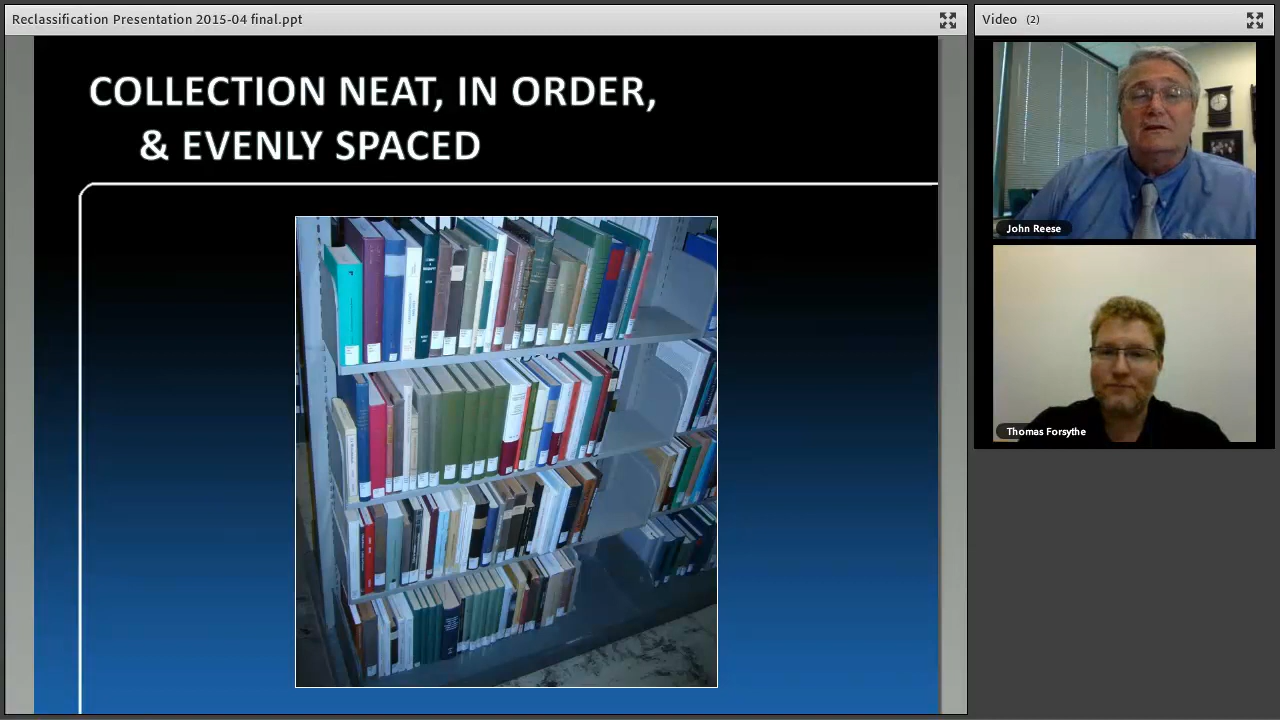 Reclassification Presentation 2015-04 final.ppt
Video (2)
COLLECTION NEAT, IN ORDER,
& EVENLY SPACED
John Reese
Thomas Forsythe